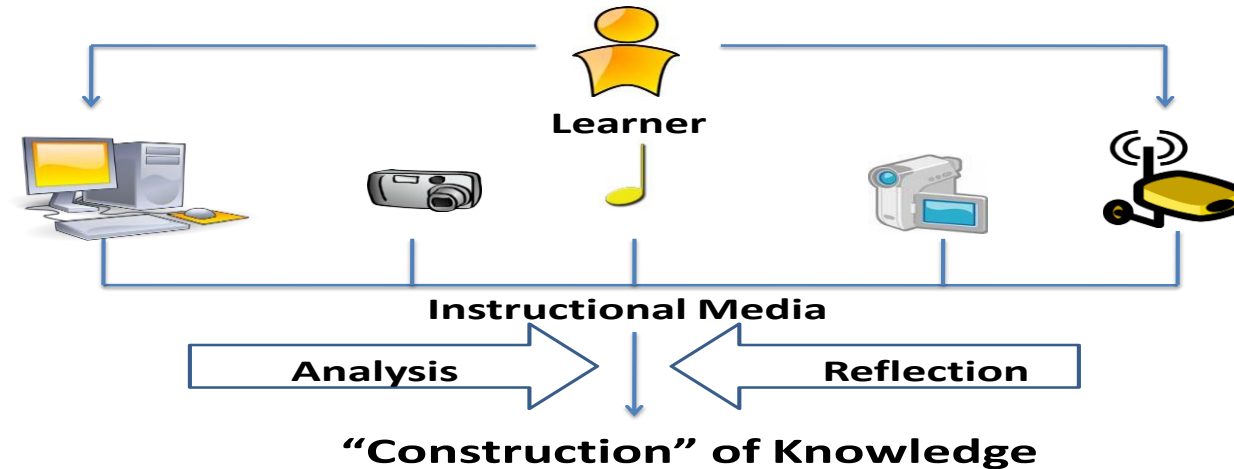 Learner
Instructional Media
Analysis
Reflection
“Construction” of Knowledge